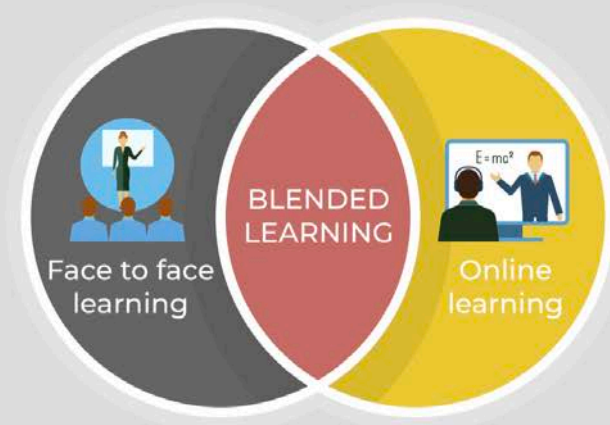 Face to face
learning
BLENDED
LEARNING
E=mc²
Online
learning